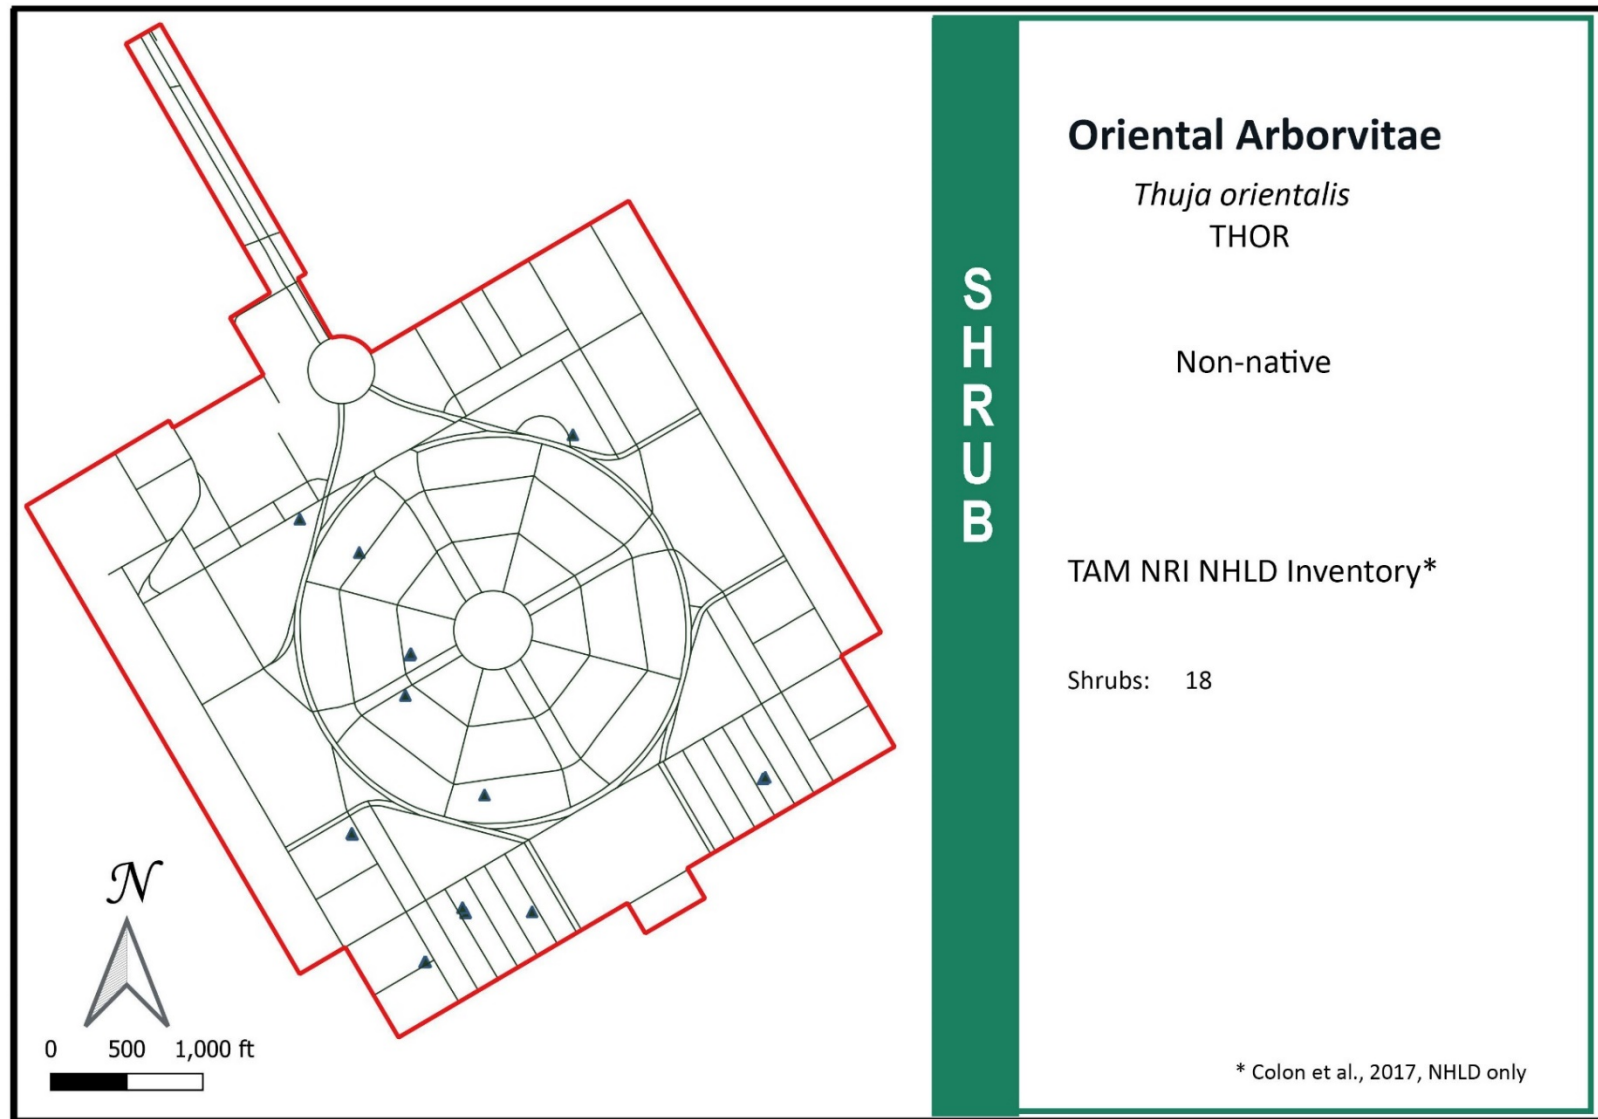 N
0 500 1,000 ft
SHRUB
Oriental Arborvitae
Thuja orientalis
THOR
Non-native
TAM NRI NHLD Inventory*
Shrubs: 18
* Colon et al., 2017, NHLD only